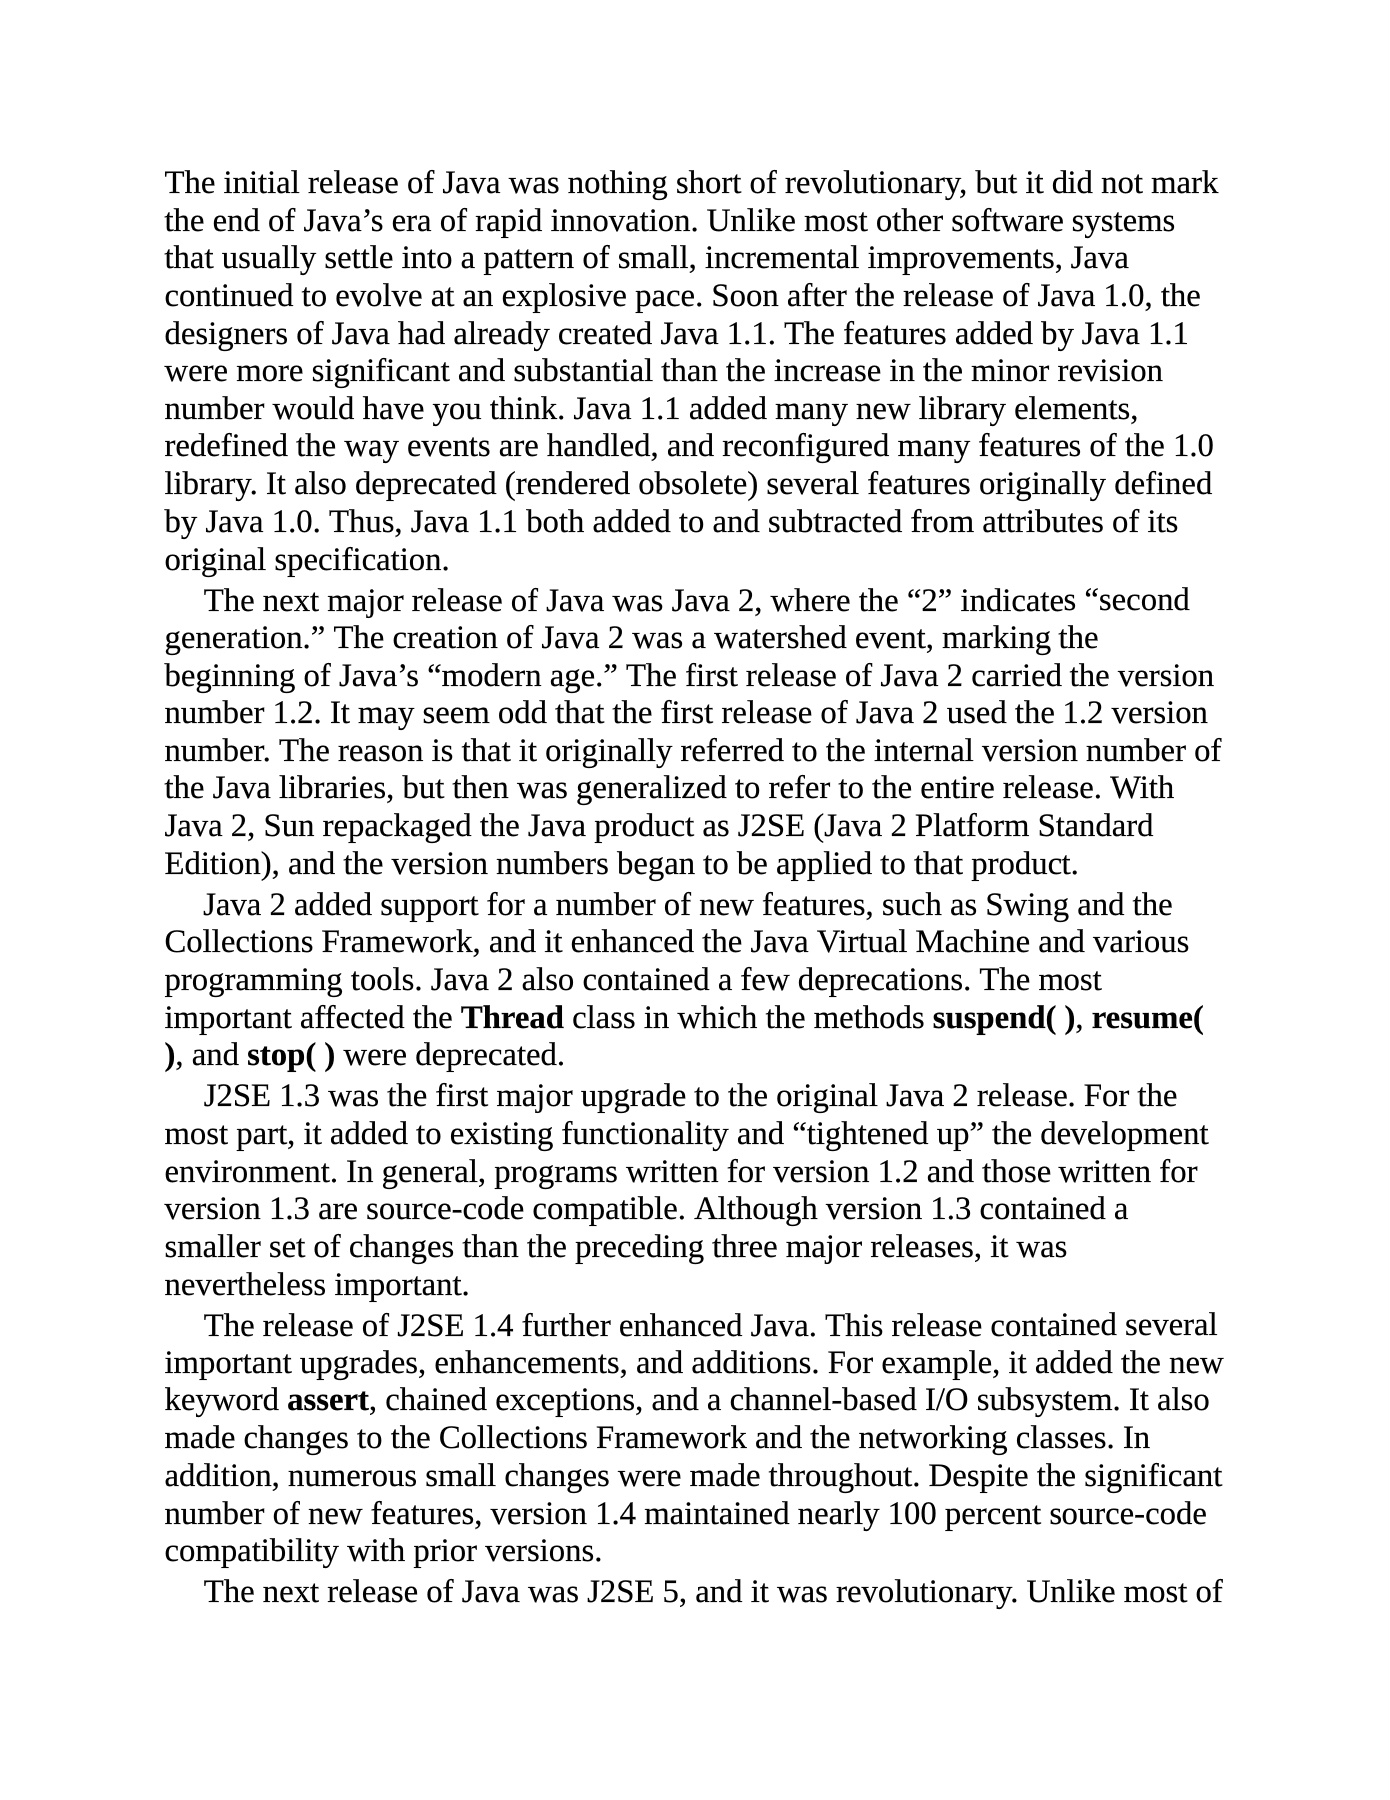 The initial release of Java was nothing short of revolutionary, but it did not mark
the end of Java’s era of rapid innovation. Unlike most other software systems
that usually settle into a pattern of small, incremental improvements, Java
continued to evolve at an explosive pace. Soon after the release of Java 1.0, the
designers of Java had already created Java 1.1. The features added by Java 1.1
were more significant and substantial than the increase in the minor revision
number would have you think. Java 1.1 added many new library elements,
redefined the way events are handled, and reconfigured many features of the 1.0
library. It also deprecated (rendered obsolete) several features originally defined
by Java 1.0. Thus, Java 1.1 both added to and subtracted from attributes of its
original specification.
The next major release of Java was Java 2, where the “2” indicates “second
generation.” The creation of Java 2 was a watershed event, marking the
beginning of Java’s “modern age.” The first release of Java 2 carried the version
number 1.2. It may seem odd that the first release of Java 2 used the 1.2 version
number. The reason is that it originally referred to the internal version number of
the Java libraries, but then was generalized to refer to the entire release. With
Java 2, Sun repackaged the Java product as J2SE (Java 2 Platform Standard
Edition), and the version numbers began to be applied to that product.
Java 2 added support for a number of new features, such as Swing and the
Collections Framework, and it enhanced the Java Virtual Machine and various
programming tools. Java 2 also contained a few deprecations. The most
important affected the Thread class in which the methods suspend( ), resume(
), and stop( ) were deprecated.
J2SE 1.3 was the first major upgrade to the original Java 2 release. For the
most part, it added to existing functionality and “tightened up” the development
environment. In general, programs written for version 1.2 and those written for
version 1.3 are source-code compatible. Although version 1.3 contained a
smaller set of changes than the preceding three major releases, it was
nevertheless important.
The release of J2SE 1.4 further enhanced Java. This release contained several
important upgrades, enhancements, and additions. For example, it added the new
keyword assert, chained exceptions, and a channel-based I/O subsystem. It also
made changes to the Collections Framework and the networking classes. In
addition, numerous small changes were made throughout. Despite the significant
number of new features, version 1.4 maintained nearly 100 percent source-code
compatibility with prior versions.
The next release of Java was J2SE 5, and it was revolutionary. Unlike most of